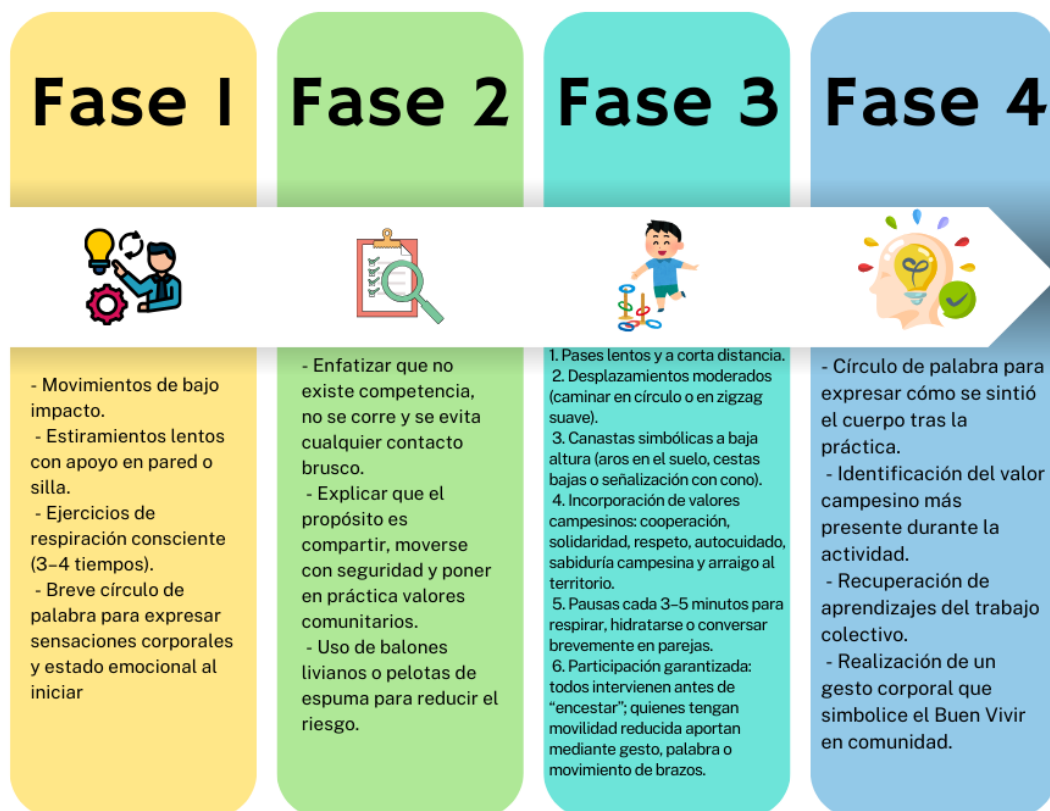 Fase 1
- Movimientos de bajo
impacto.
- Estiramientos lentos
con apoyo en pared o
silla.
- Ejercicios de
respiración consciente
(3–4 tiempos).
- Breve círculo de
palabra para expresar
sensaciones corporales
y estado emocional al
iniciar
Fase 2
- Enfatizar que no
existe competencia,
no se corre y se evita
cualquier contacto
brusco.
- Explicar que el
propósito es
compartir, moverse
con seguridad y poner
en práctica valores
comunitarios.
- Uso de balones
livianos o pelotas de
espuma para reducir el
riesgo.
Fase 3
1. Pases lentos y a corta distancia.
2. Desplazamientos moderados
(caminar en círculo o en zigzag
suave).
3. Canastas simbólicas a baja
altura (aros en el suelo, cestas
bajas o señalización con cono).
4. Incorporación de valores
campesinos: cooperación,
solidaridad, respeto, autocuidado,
sabiduría campesina y arraigo al
territorio.
5. Pausas cada 3–5 minutos para
respirar, hidratarse o conversar
brevemente en parejas.
6. Participación garantizada:
todos intervienen antes de
“encestar”; quienes tengan
movilidad reducida aportan
mediante gesto, palabra o
movimiento de brazos.
Fase 4
- Círculo de palabra para
expresar cómo se sintió
el cuerpo tras la
práctica.
- Identificación del valor
campesino más
presente durante la
actividad.
- Recuperación de
aprendizajes del trabajo
colectivo.
- Realización de un
gesto corporal que
simbolice el Buen Vivir
en comunidad.